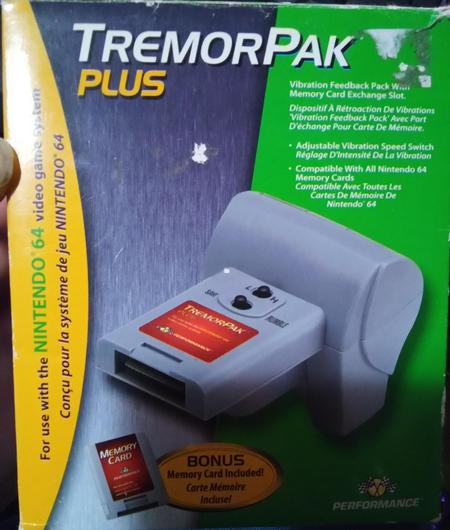 TREMORPAK
PLUS
Vibration Feedback Pack With
Memory Card Exchange Slot.
Dispositif À Rétroaction De Vibrations
'Vibration Feedback Pack' Avec Port
D'échange Pour Carte De Mémoire.
• Adjustable Vibration Speed Switch
Réglage D'Intensité De La Vibration
• Compatible With All Nintendo 64
Memory Cards
Compatible Avec Toutes Les
Cartes De Mémoire De
Nintendo 64
For use with the NINTENDO® 64 video game system
Conçu pour la système de jeu NINTENDO® 64
L H
SAVE
RUMBLE
TREMORPAK
PLUS
PERFORMANCE
MEMORY
CARD
PERFORMANCE
BONUS
Memory Card Included!
Carte Mémoire
Incluse!
PERFORMANCE